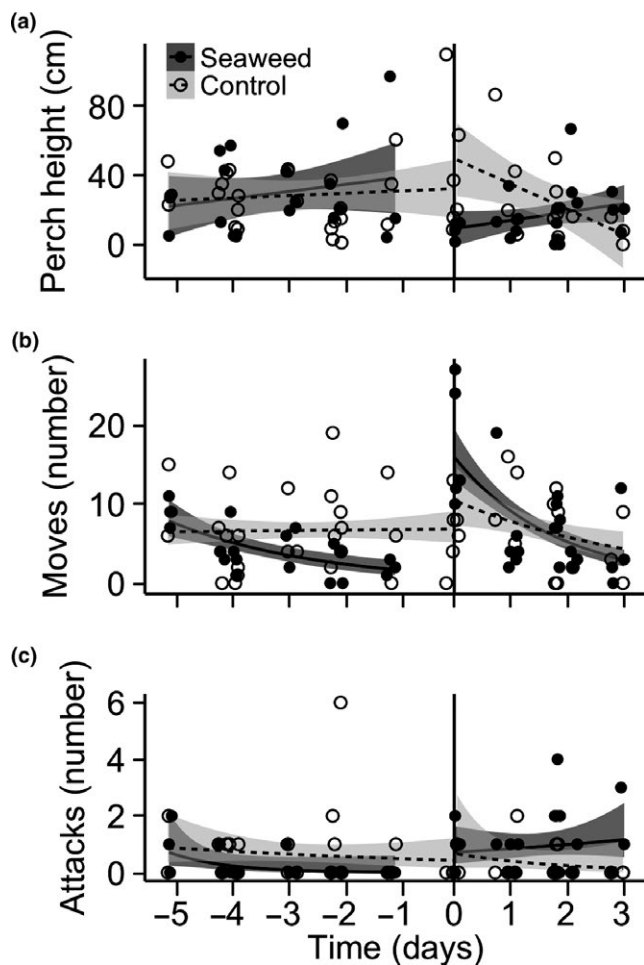 (a)
Seaweed
Control
Perch height (cm)
80
40
0
(b)
Moves (number)
20
10
0
(c)
Attacks (number)
6
4
2
0
−5 −4 −3 −2 −1 0 1 2 3
Time (days)